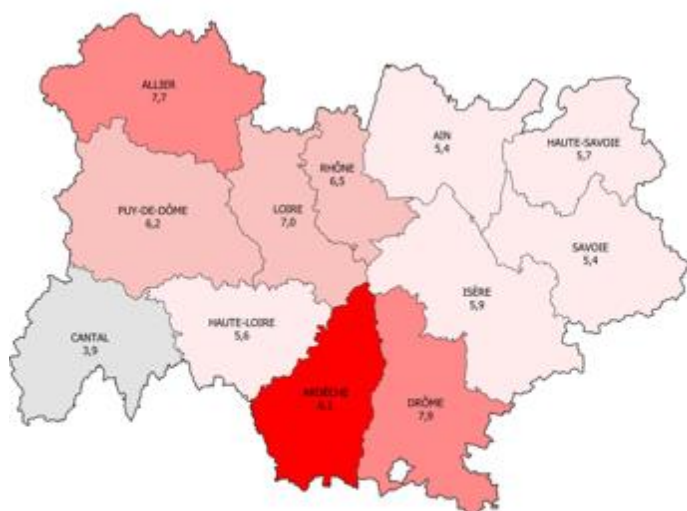 ALLIER
7,7
AIN
5,4
HAUTE-SAVOIE
5,7
RHÔNE
6,5
PUY-DE-DÔME
6,2
LOIRE
7,0
SAVOIE
5,4
ISÈRE
5,9
HAUTE-LOIRE
5,6
CANTAL
3,9
ARDÈCHE
DRÔME
7,9